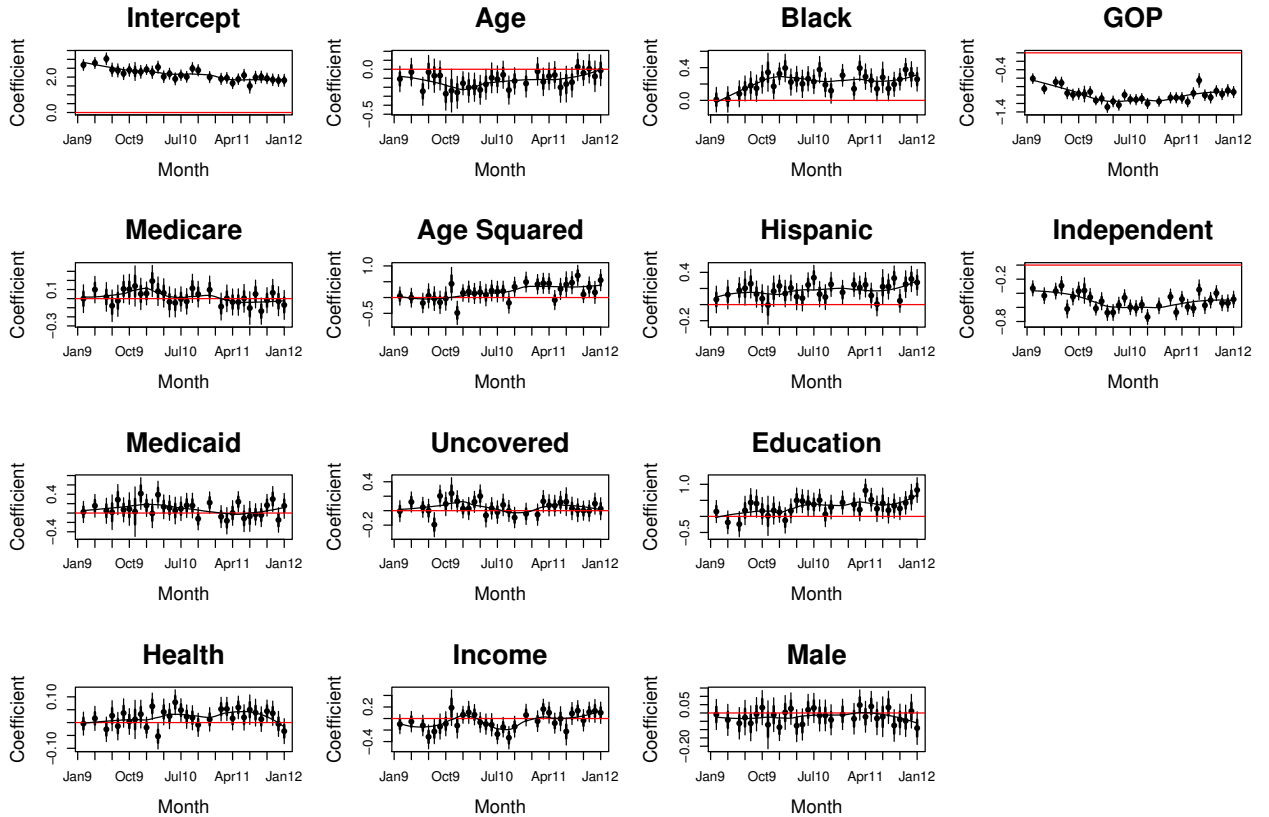 Intercept
Coefficient
0.0 2.0
Jan9 Oct9 Jul10 Apr11 Jan12
Month
Age
Coefficient
−0.5 0.0
Jan9 Oct9 Jul10 Apr11 Jan12
Month
Black
Coefficient
0.0 0.4
Jan9 Oct9 Jul10 Apr11 Jan12
Month
GOP
Coefficient
−1.4 −0.4
Jan9 Oct9 Jul10 Apr11 Jan12
Month
Medicare
Coefficient
−0.3 0.1
Jan9 Oct9 Jul10 Apr11 Jan12
Month
Age Squared
Coefficient
−0.5 1.0
Jan9 Oct9 Jul10 Apr11 Jan12
Month
Hispanic
Coefficient
−0.2 0.4
Jan9 Oct9 Jul10 Apr11 Jan12
Month
Independent
Coefficient
−0.8 −0.2
Jan9 Oct9 Jul10 Apr11 Jan12
Month
Medicaid
Coefficient
−0.4 0.4
Jan9 Oct9 Jul10 Apr11 Jan12
Month
Uncovered
Coefficient
−0.2 0.4
Jan9 Oct9 Jul10 Apr11 Jan12
Month
Education
Coefficient
−0.5 1.0
Jan9 Oct9 Jul10 Apr11 Jan12
Month
Health
Coefficient
−0.10 0.10
Jan9 Oct9 Jul10 Apr11 Jan12
Month
Income
Coefficient
−0.4 0.2
Jan9 Oct9 Jul10 Apr11 Jan12
Month
Male
Coefficient
−0.20 0.05
Jan9 Oct9 Jul10 Apr11 Jan12
Month